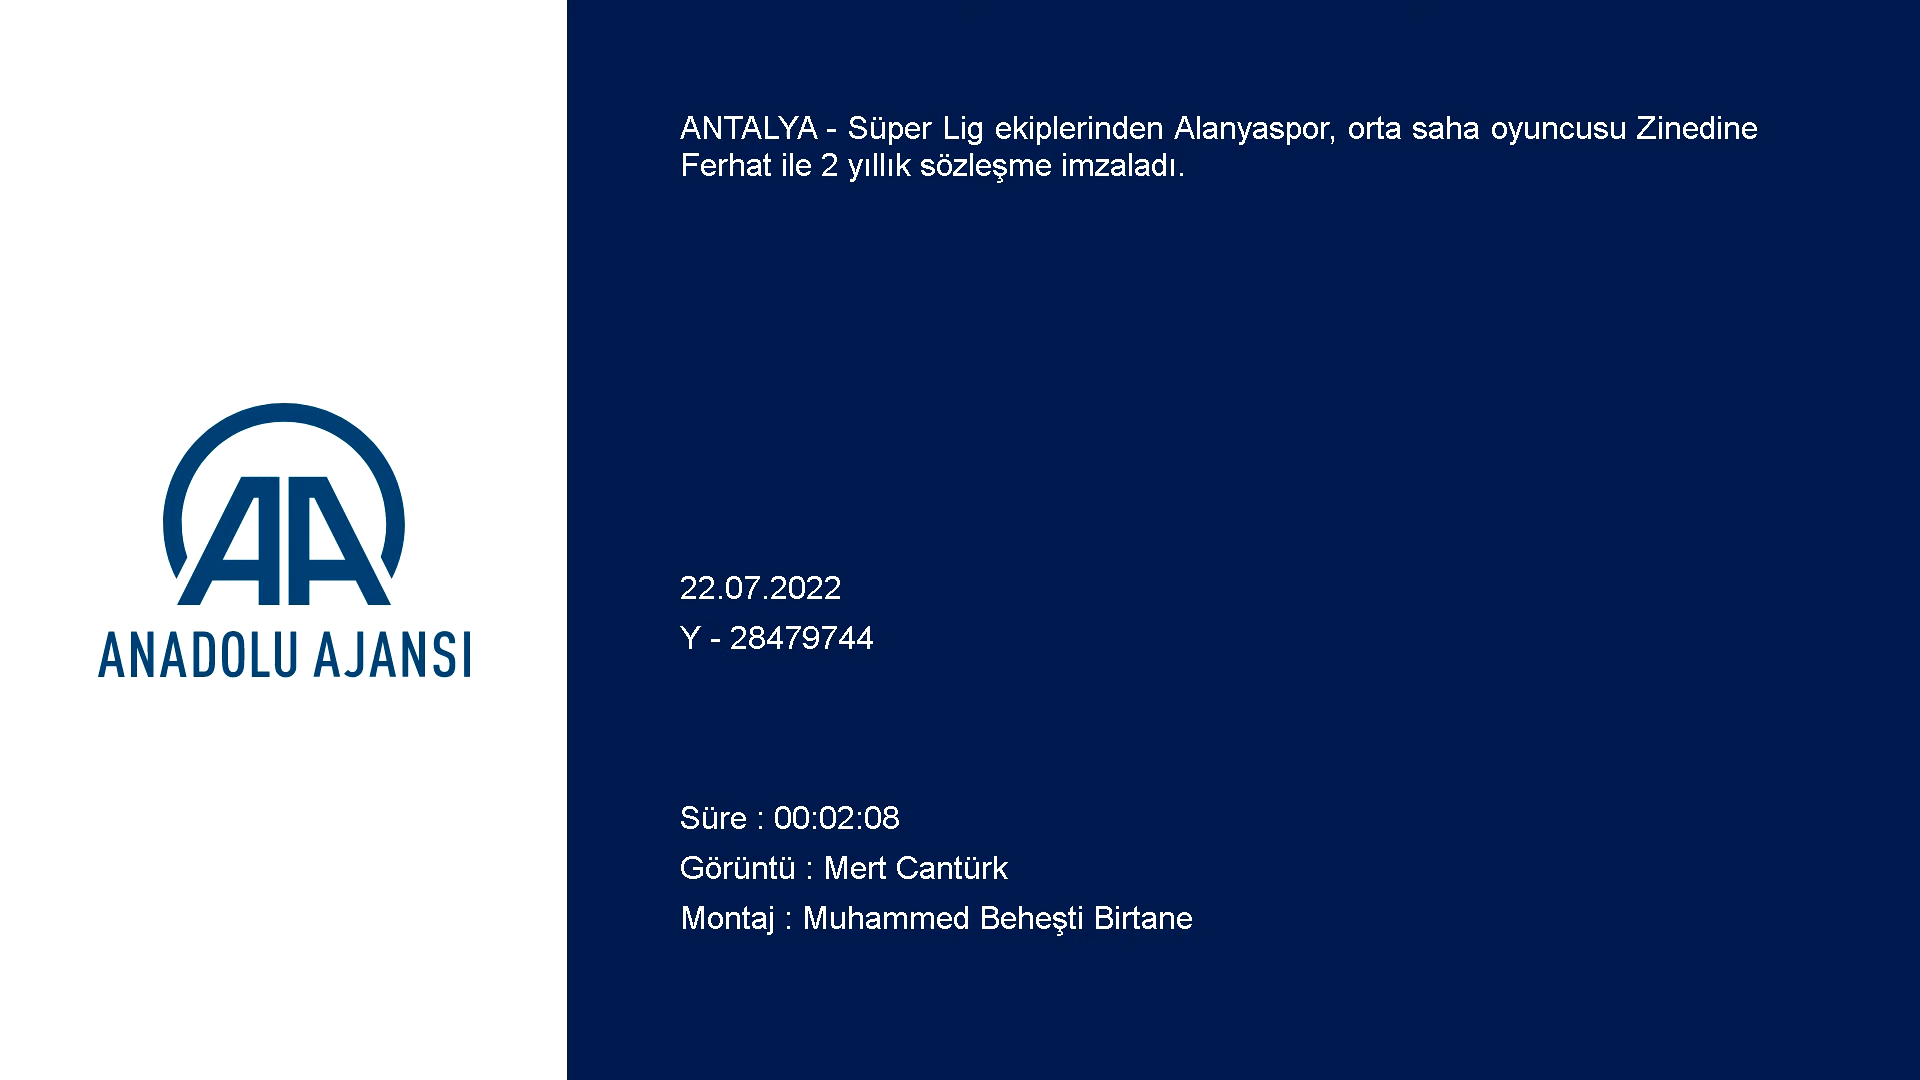 ANTALYA - Süper Lig ekiplerinden Alanyaspor, orta saha oyuncusu Zinedine
Ferhat ile 2 yıllık sözleşme imzaladı.
AA
ANADOLU AJANSI
22.07.2022
Y - 28479744
Süre : 00:02:08
Görüntü : Mert Cantürk
Montaj : Muhammed Beheşti Birtane